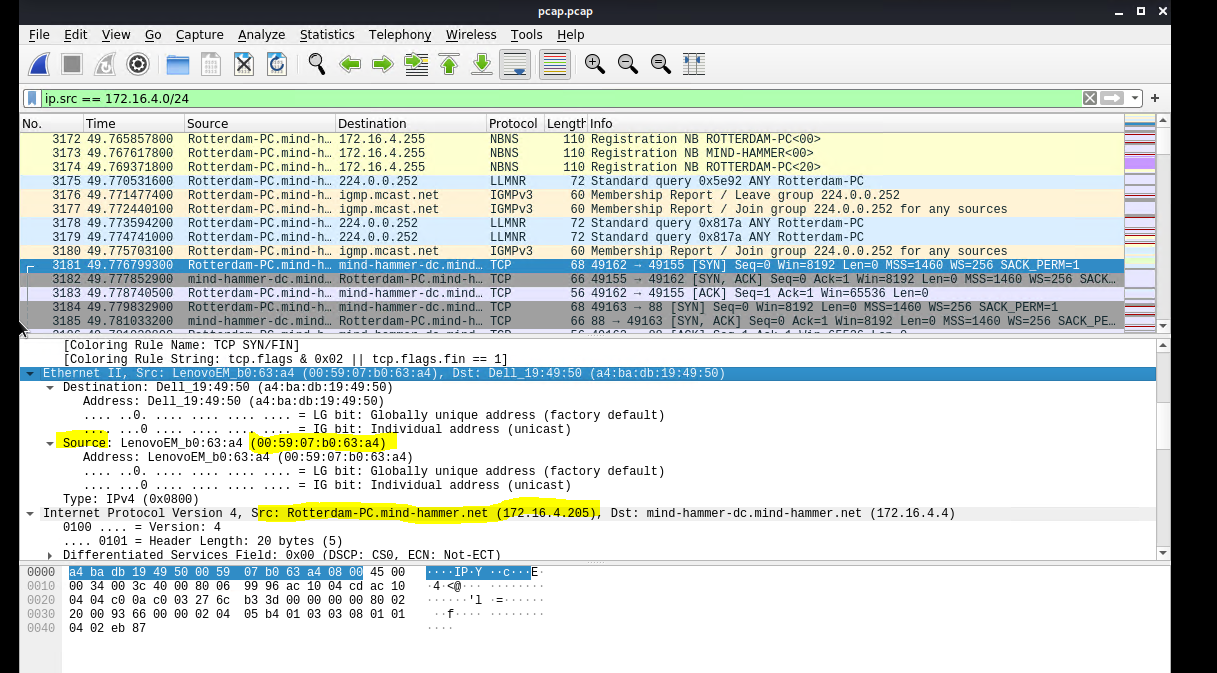 pcap.pcap
File Edit View Go Capture Analyze Statistics Telephony Wireless Tools Help
ip.src == 172.16.4.0/24
No. Time Source Destination Protocol Length Info
3172 49.765857800 Rotterdam-PC.mind-h… 172.16.4.255 NBNS 110 Registration NB ROTTERDAM-PC<00>
3173 49.767617800 Rotterdam-PC.mind-h… 172.16.4.255 NBNS 110 Registration NB MIND-HAMMER<00>
3174 49.769371800 Rotterdam-PC.mind-h… 172.16.4.255 NBNS 110 Registration NB ROTTERDAM-PC<20>
3175 49.770531600 Rotterdam-PC.mind-h… 224.0.0.252 LLMNR 72 Standard query 0x5e92 ANY Rotterdam-PC
3176 49.771477400 Rotterdam-PC.mind-h… igmp.mcast.net IGMPv3 60 Membership Report / Leave group 224.0.0.252
3177 49.772440100 Rotterdam-PC.mind-h… igmp.mcast.net IGMPv3 60 Membership Report / Join group 224.0.0.252 for any sources
3178 49.773594200 Rotterdam-PC.mind-h… 224.0.0.252 LLMNR 72 Standard query 0x817a ANY Rotterdam-PC
3179 49.774741000 Rotterdam-PC.mind-h… 224.0.0.252 LLMNR 72 Standard query 0x817a ANY Rotterdam-PC
3180 49.775703100 Rotterdam-PC.mind-h… igmp.mcast.net IGMPv3 60 Membership Report / Join group 224.0.0.252 for any sources
3181 49.776799300 Rotterdam-PC.mind-h… mind-hammer-dc.mind… TCP 68 49162 → 49155 [SYN] Seq=0 Win=8192 Len=0 MSS=1460 WS=256 SACK_PERM=1
3182 49.777852900 mind-hammer-dc.mind… Rotterdam-PC.mind-h… TCP 66 49155 → 49162 [SYN, ACK] Seq=0 Ack=1 Win=8192 Len=0 MSS=1460 WS=256 SACK…
3183 49.778740500 Rotterdam-PC.mind-h… mind-hammer-dc.mind… TCP 56 49162 → 49155 [ACK] Seq=1 Ack=1 Win=65536 Len=0
3184 49.779832900 Rotterdam-PC.mind-h… mind-hammer-dc.mind… TCP 68 49163 → 88 [SYN] Seq=0 Win=8192 Len=0 MSS=1460 WS=256 SACK_PERM=1
3185 49.781033200 mind-hammer-dc.mind… Rotterdam-PC.mind-h… TCP 66 88 → 49163 [SYN, ACK] Seq=0 Ack=1 Win=8192 Len=0 MSS=1460 WS=256 SACK_PE…
[Coloring Rule Name: TCP SYN/FIN]
[Coloring Rule String: tcp.flags & 0x02 || tcp.flags.fin == 1]
Ethernet II, Src: LenovoEM_b0:63:a4 (00:59:07:b0:63:a4), Dst: Dell_19:49:50 (a4:ba:db:19:49:50)
Destination: Dell_19:49:50 (a4:ba:db:19:49:50)
Address: Dell_19:49:50 (a4:ba:db:19:49:50)
.... ..0. .... .... .... .... = LG bit: Globally unique address (factory default)
.... ...0 .... .... .... .... = IG bit: Individual address (unicast)
Source: LenovoEM_b0:63:a4 (00:59:07:b0:63:a4)
Address: LenovoEM_b0:63:a4 (00:59:07:b0:63:a4)
.... ..0. .... .... .... .... = LG bit: Globally unique address (factory default)
.... ...0 .... .... .... .... = IG bit: Individual address (unicast)
Type: IPv4 (0x0800)
Internet Protocol Version 4, Src: Rotterdam-PC.mind-hammer.net (172.16.4.205), Dst: mind-hammer-dc.mind-hammer.net (172.16.4.4)
0100 .... = Version: 4
.... 0101 = Header Length: 20 bytes (5)
Differentiated Services Field: 0x00 (DSCP: CS0, ECN: Not-ECT)
0000 a4 ba db 19 49 50 00 59 07 b0 63 a4 08 00 45 00 ····IP·Y ··c···E·
0010 00 34 00 3c 40 00 80 06 99 96 ac 10 04 cd ac 10 ·4·<@··· ········
0020 04 04 c0 0a c0 03 27 6c b3 3d 00 00 00 00 80 02 ······'l ·=······
0030 20 00 93 66 00 00 02 04 05 b4 01 03 03 08 01 01 ··f···· ········
0040 04 02 eb 87 ····